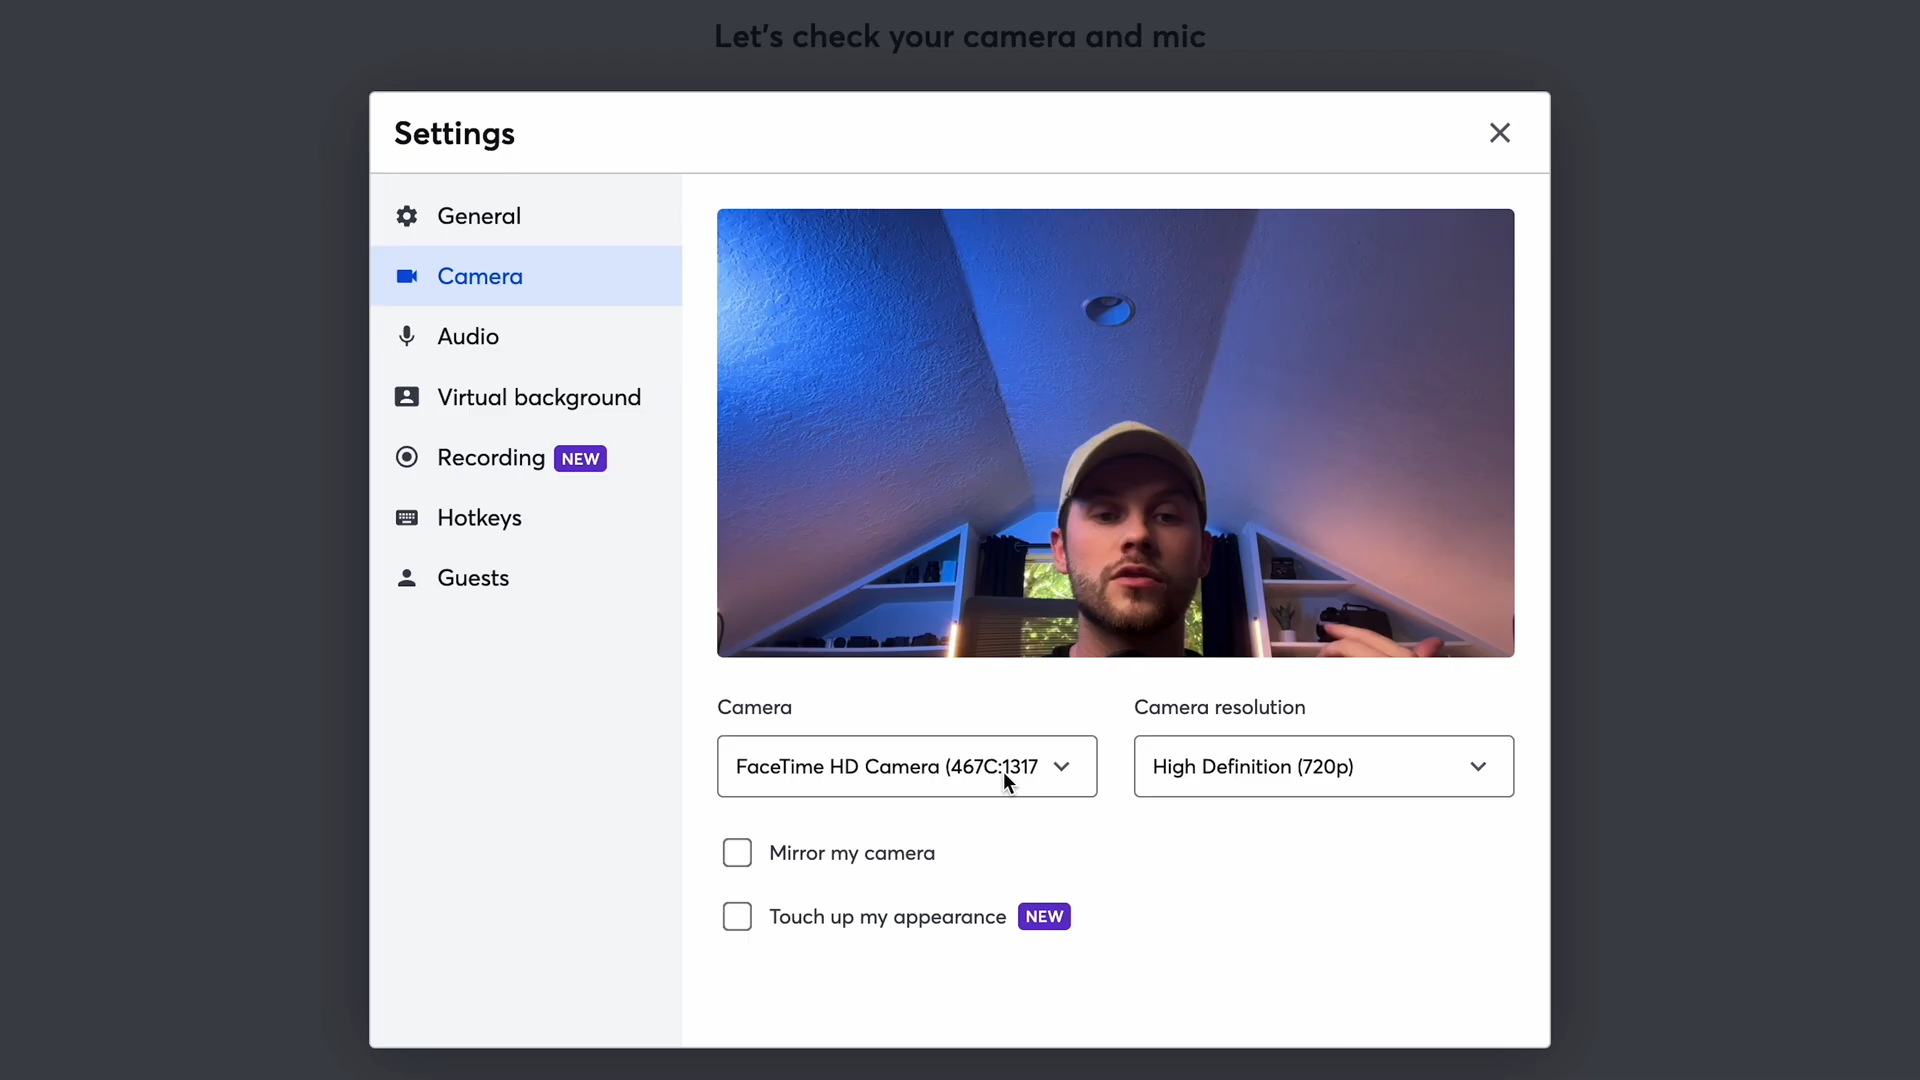 Let's check your camera and mic
Settings
General
Camera
Audio
Virtual background
Recording NEW
Hotkeys
Guests
Camera
FaceTime HD Camera (467C:1317
Camera resolution
High Definition (720p)
Mirror my camera
Touch up my appearance NEW